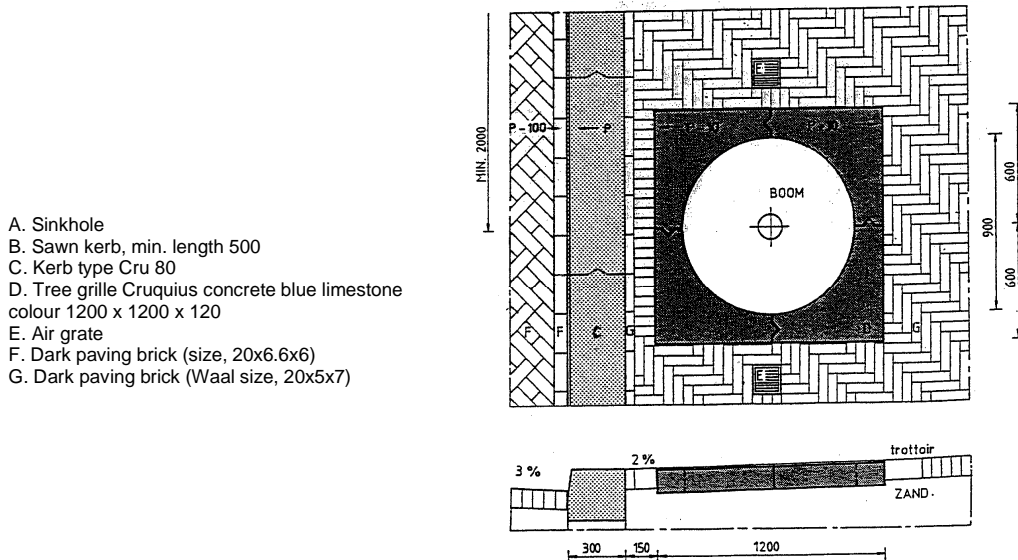 A. Sinkhole
B. Sawn kerb, min. length 500
C. Kerb type Cru 80
D. Tree grille Cruquius concrete blue limestone
colour 1200 x 1200 x 120
E. Air grate
F. Dark paving brick (size, 20x6.6x6)
G. Dark paving brick (Waal size, 20x5x7)
MIN. 2000
E
P-100
P
BOOM
600
900
600
F
F
C
G
D
G
E
3 %
2 %
trottoir
ZAND.
300
150
1200